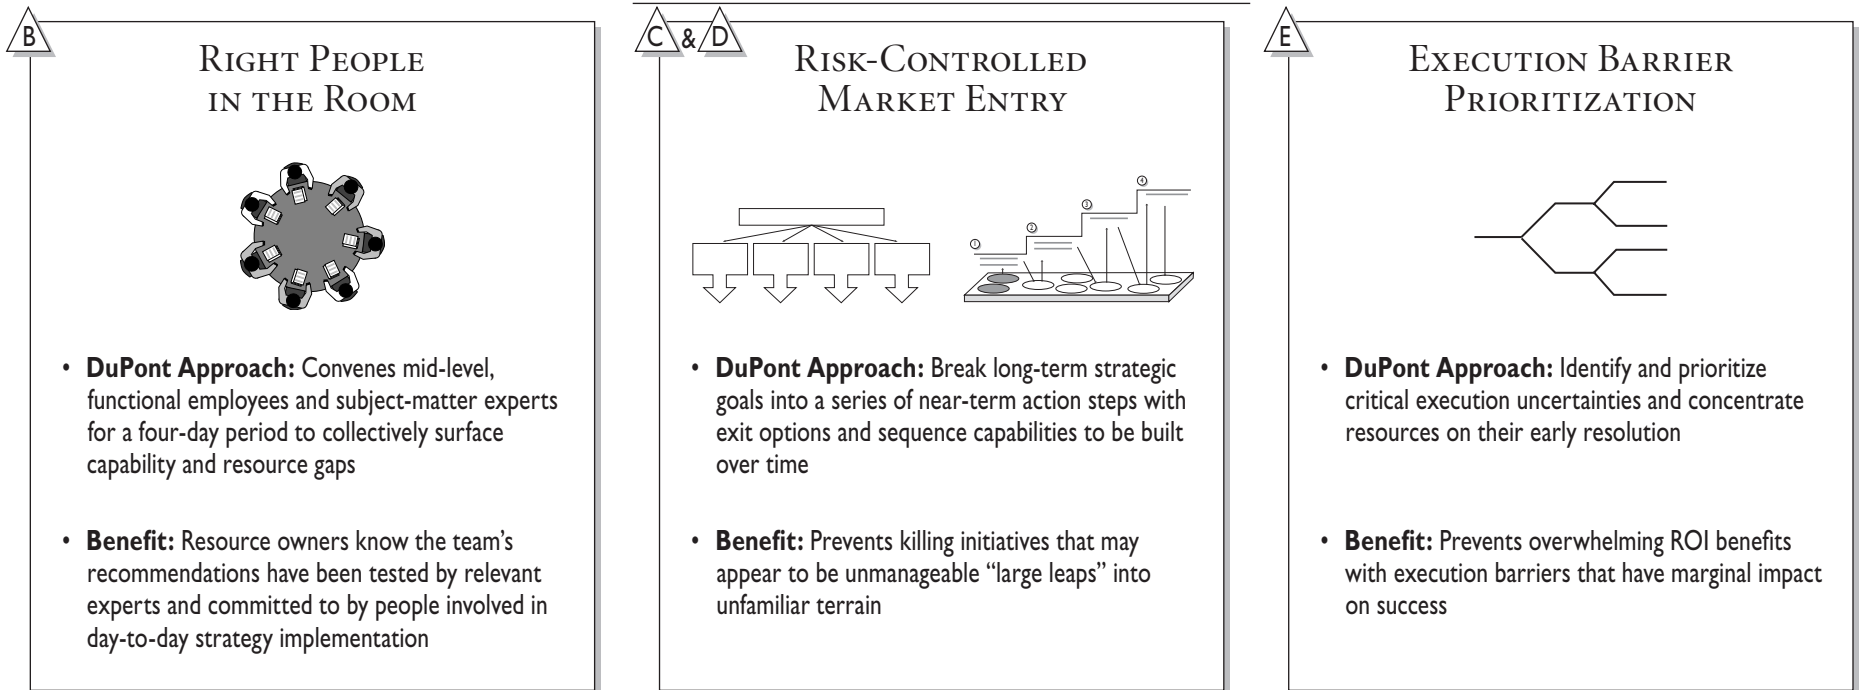 B
RIGHT PEOPLE
IN THE ROOM
• DuPont Approach: Convenes mid-level,
functional employees and subject-matter experts
for a four-day period to collectively surface
capability and resource gaps
• Benefit: Resource owners know the team’s
recommendations have been tested by relevant
experts and committed to by people involved in
day-to-day strategy implementation
C & D
RISK-CONTROLLED
MARKET ENTRY
1
2
3
4
• DuPont Approach: Break long-term strategic
goals into a series of near-term action steps with
exit options and sequence capabilities to be built
over time
• Benefit: Prevents killing initiatives that may
appear to be unmanageable “large leaps” into
unfamiliar terrain
E
EXECUTION BARRIER
PRIORITIZATION
• DuPont Approach: Identify and prioritize
critical execution uncertainties and concentrate
resources on their early resolution
• Benefit: Prevents overwhelming ROI benefits
with execution barriers that have marginal impact
on success